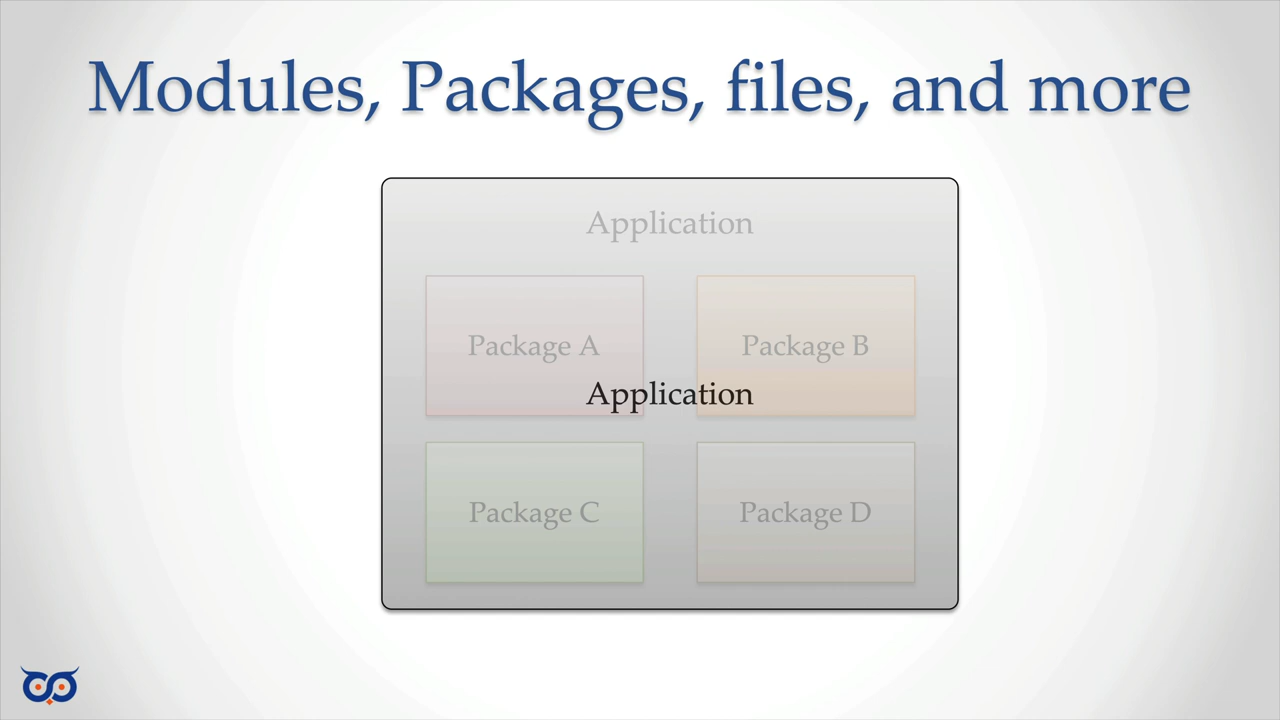 Modules, Packages, files, and more
Application
Package A
Package B
Application
Package C
Package D